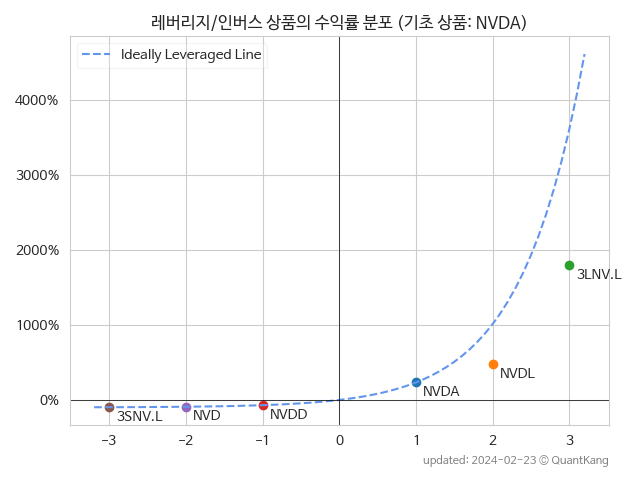 레버리지/인버스 상품의 수익률 분포 (기초 상품: NVDA)
Ideally Leveraged Line
4000%
3000%
2000%
1000%
0%
3LNV.L
NVDL
NVDA
NVDD
NVD
3SNV.L
−3 −2 −1 0 1 2 3
updated: 2024-02-23 © QuantKang